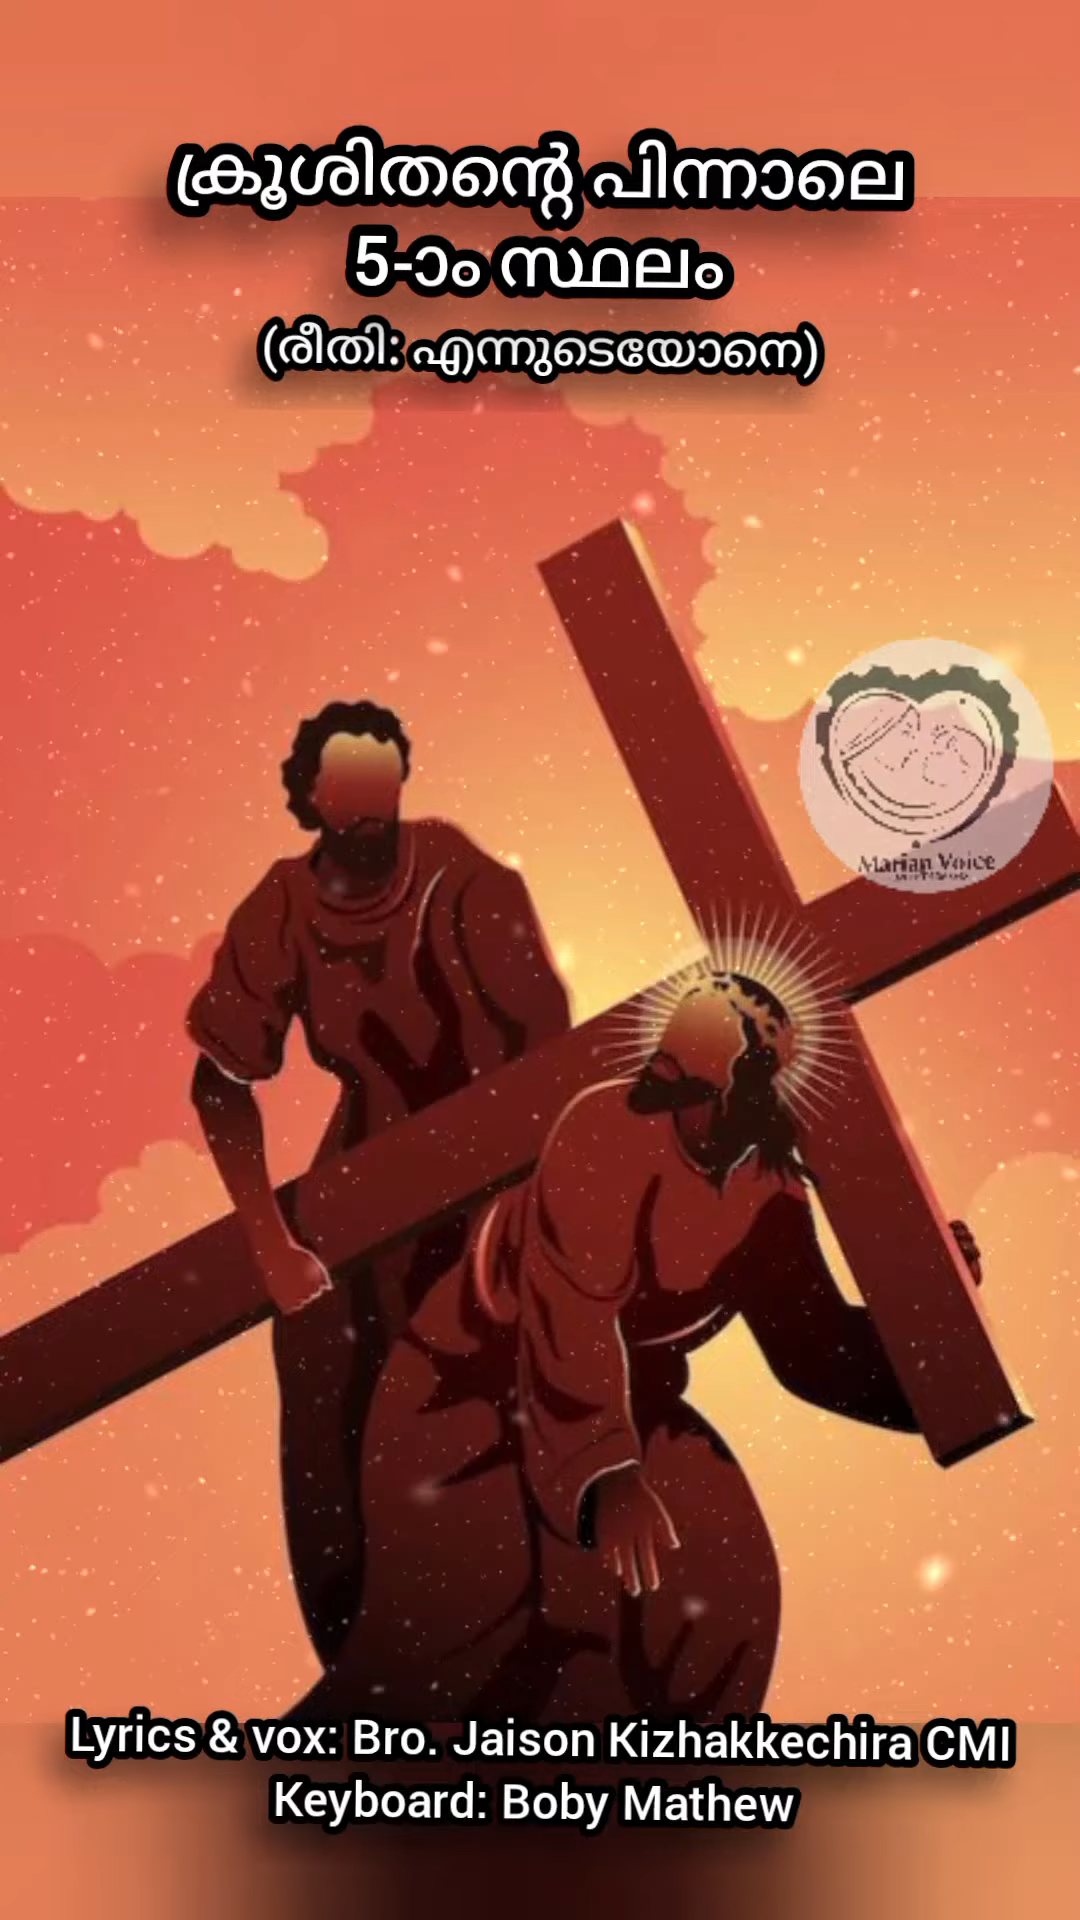 ക്രൂശിതന്റെ പിന്നാലെ
5-ാം സ്ഥലം
(രീതി: എന്നുടെയോനെ)
Marian Voice
Lyrics & vox: Bro. Jaison Kizhakkechira CMI
Keyboard: Boby Mathew